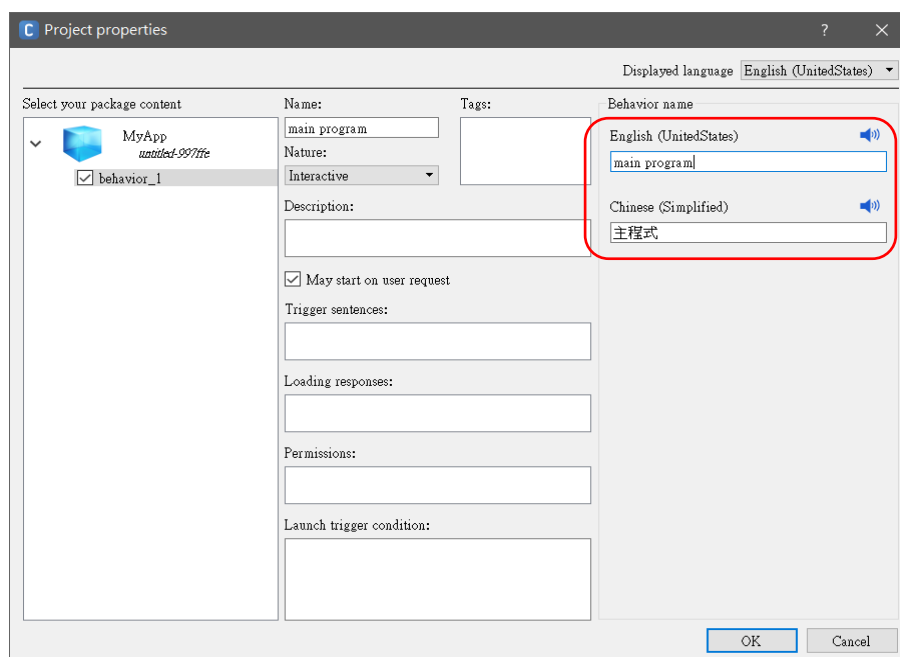 C Project properties ?
Displayed language English (UnitedStates)
Select your package content
MyApp
untitled-997ffe
behavior_1
Name:
main program
Nature:
Interactive
Tags:
Description:
May start on user request
Trigger sentences:
Loading responses:
Permissions:
Launch trigger condition:
Behavior name
English (UnitedStates)
main program
Chinese (Simplified)
主程式
OK Cancel